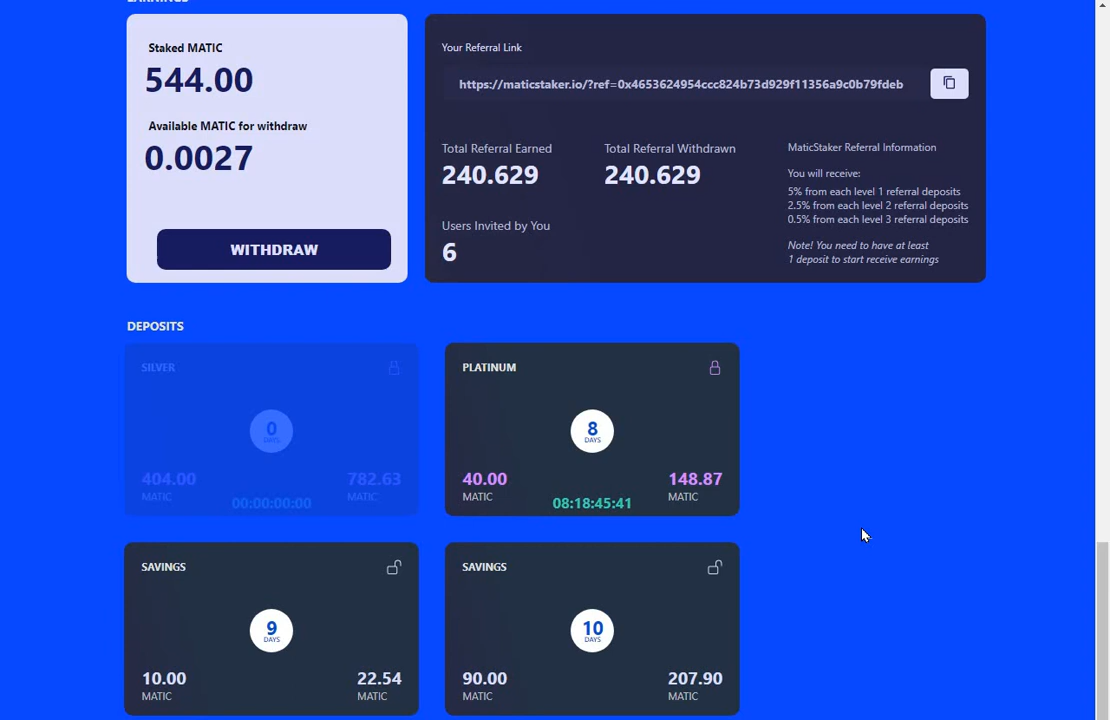 EARNINGS
Staked MATIC
544.00
Available MATIC for withdraw
0.0027
WITHDRAW
Your Referral Link
https://maticstaker.io/?ref=0x4653624954ccc824b73d929f11356a9c0b79fdeb
Total Referral Earned
240.629
Total Referral Withdrawn
240.629
Users Invited by You
6
MaticStaker Referral Information
You will receive:
5% from each level 1 referral deposits
2.5% from each level 2 referral deposits
0.5% from each level 3 referral deposits
Note! You need to have at least
1 deposit to start receive earnings
DEPOSITS
SILVER
0
DAYS
404.00
MATIC
00:00:00:00
782.63
MATIC
PLATINUM
8
DAYS
40.00
MATIC
08:18:45:41
148.87
MATIC
SAVINGS
9
DAYS
10.00
MATIC
22.54
MATIC
SAVINGS
10
DAYS
90.00
MATIC
207.90
MATIC